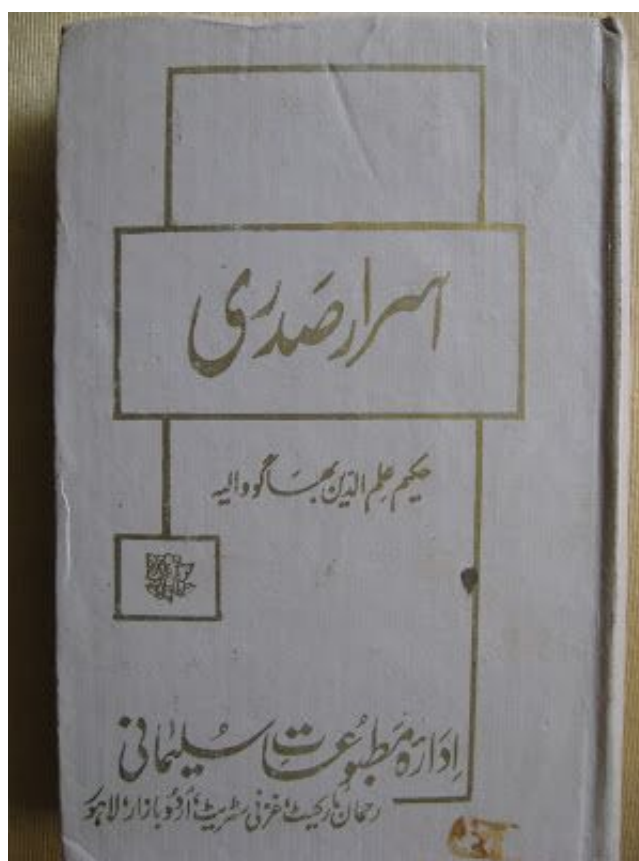 اسرار صدری
حکیم علم الدین بھاگووالیہ
ادارہ مطبوعات سلیمانی
رحمان مارکیٹ، غزنی سٹریٹ، اردو بازار، لاہور